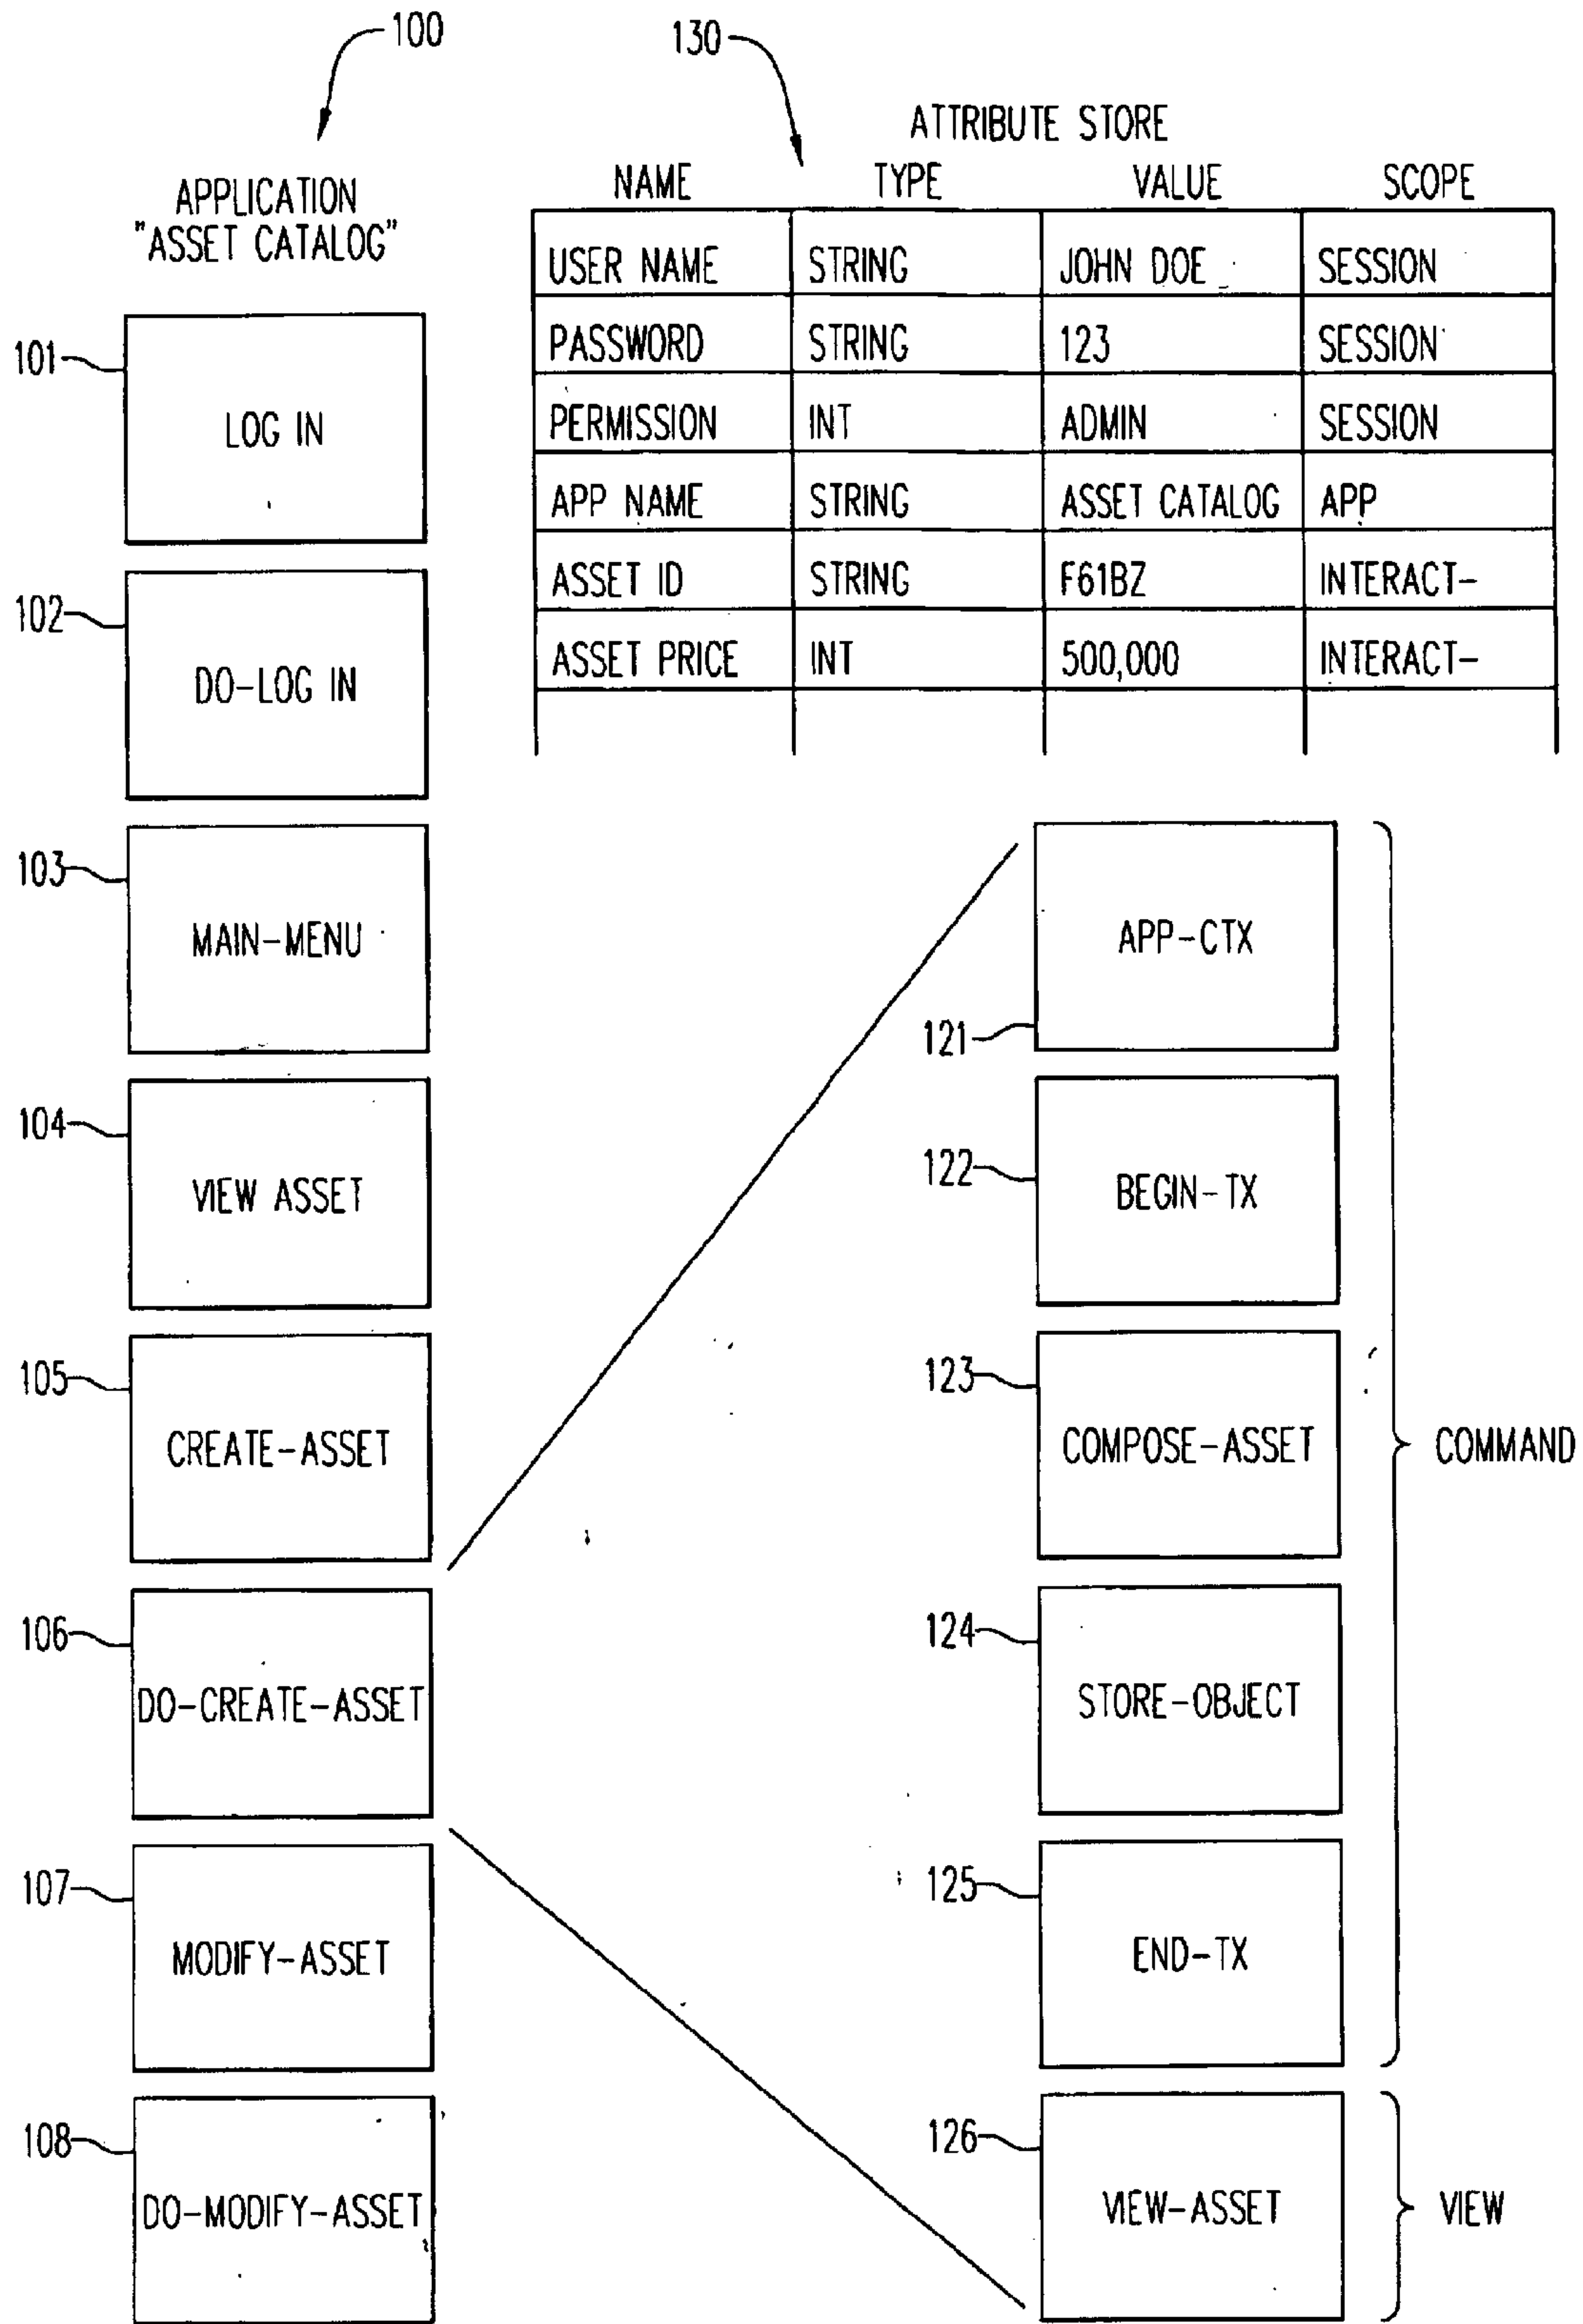 100
130
APPLICATION
"ASSET CATALOG"
ATTRIBUTE STORE
NAME TYPE VALUE SCOPE
USER NAME STRING JOHN DOE SESSION
PASSWORD STRING 123 SESSION
PERMISSION INT ADMIN SESSION
APP NAME STRING ASSET CATALOG APP
ASSET ID STRING F61BZ INTERACT-
ASSET PRICE INT 500,000 INTERACT-
101
LOG IN
102
DO-LOG IN
103
MAIN-MENU
104
VIEW ASSET
105
CREATE-ASSET
106
DO-CREATE-ASSET
107
MODIFY-ASSET
108
DO-MODIFY-ASSET
APP-CTX
121
122
BEGIN-TX
123
COMPOSE-ASSET
124
STORE-OBJECT
125
END-TX
COMMAND
126
VIEW-ASSET
VIEW